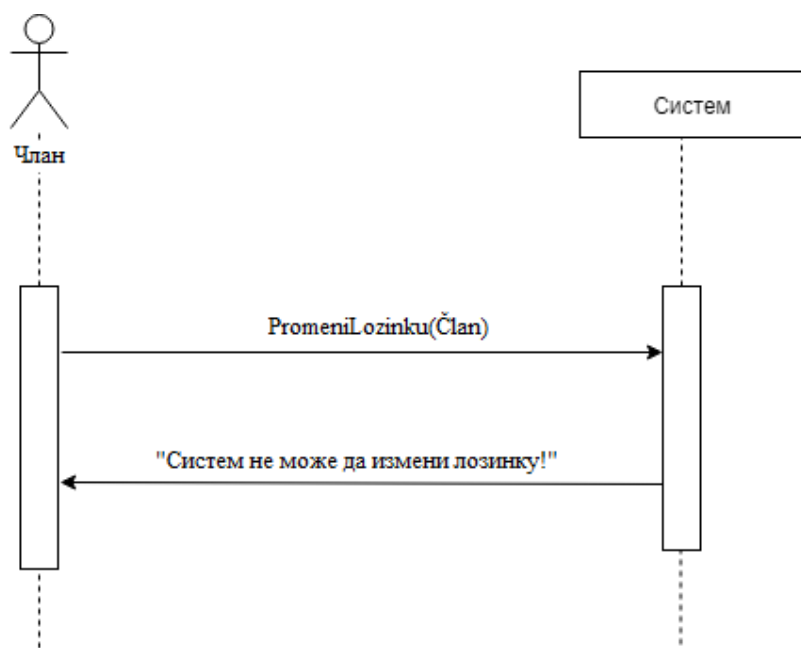 Члан
Систем
PromeniLozinku(Član)
"Систем не може да измени лозинку!"